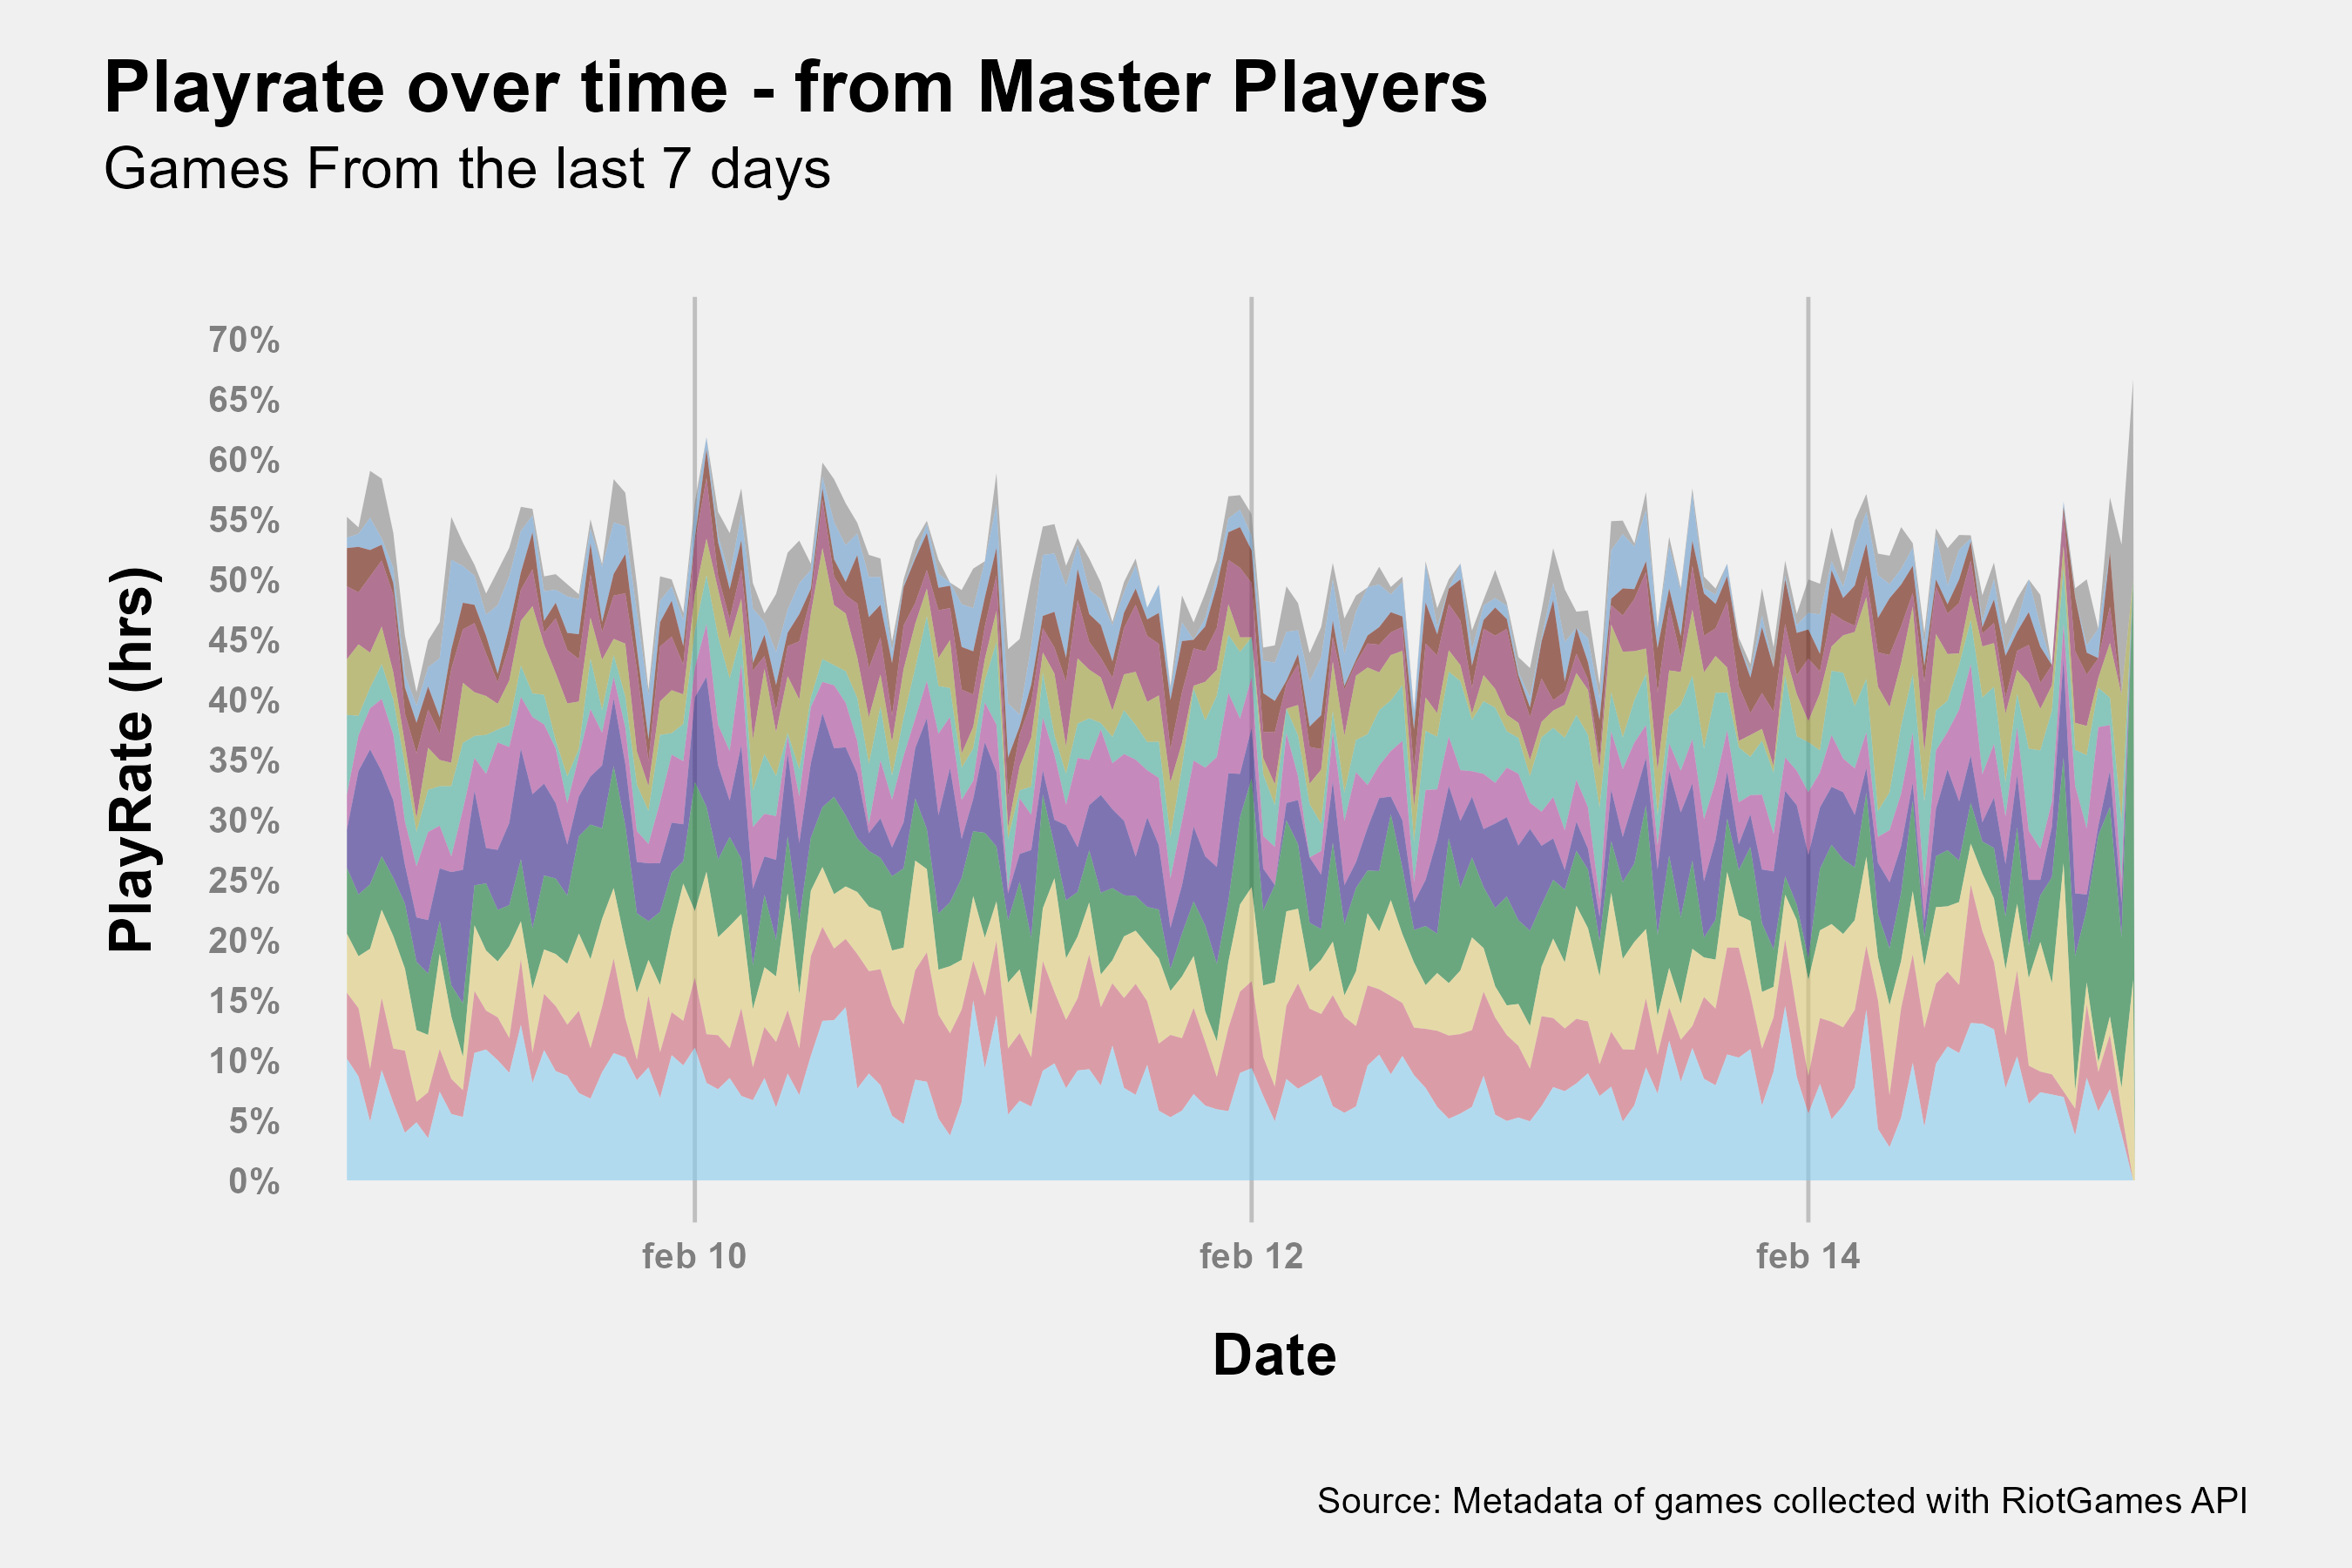 Playrate over time - from Master Players
Games From the last 7 days
PlayRate (hrs)
70%
65%
60%
55%
50%
45%
40%
35%
30%
25%
20%
15%
10%
5%
0%
feb 10
feb 12
feb 14
Date
Source: Metadata of games collected with RiotGames API